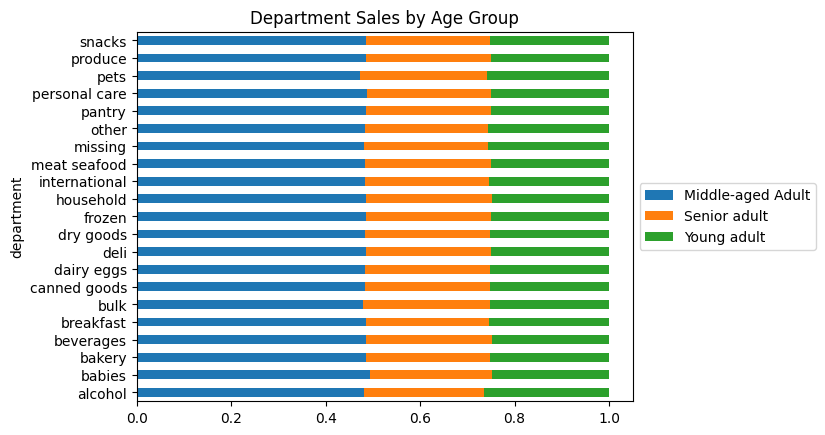 Department Sales by Age Group
snacks
produce
pets
personal care
pantry
other
missing
meat seafood
international
household
frozen
dry goods
deli
dairy eggs
canned goods
bulk
breakfast
beverages
bakery
babies
alcohol
department
0.0 0.2 0.4 0.6 0.8 1.0
Middle-aged Adult
Senior adult
Young adult